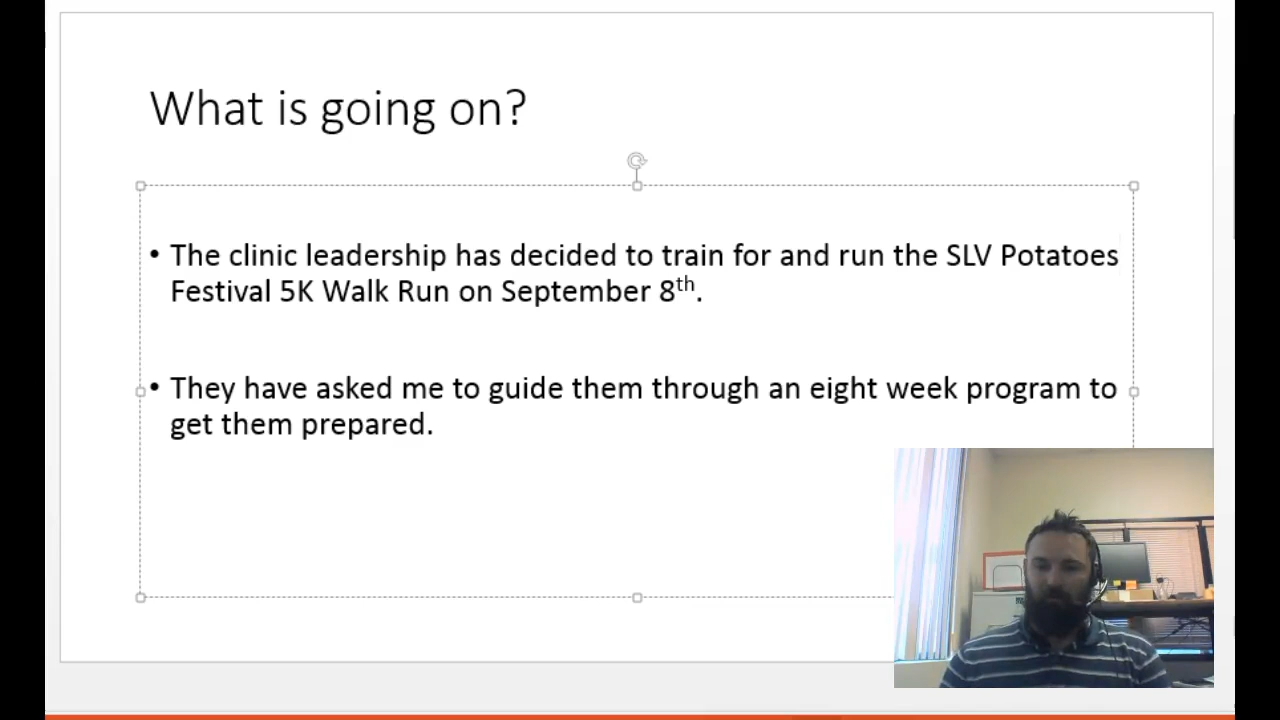 What is going on?
• The clinic leadership has decided to train for and run the SLV Potatoes
Festival 5K Walk Run on September 8th.
• They have asked me to guide them through an eight week program to
get them prepared.